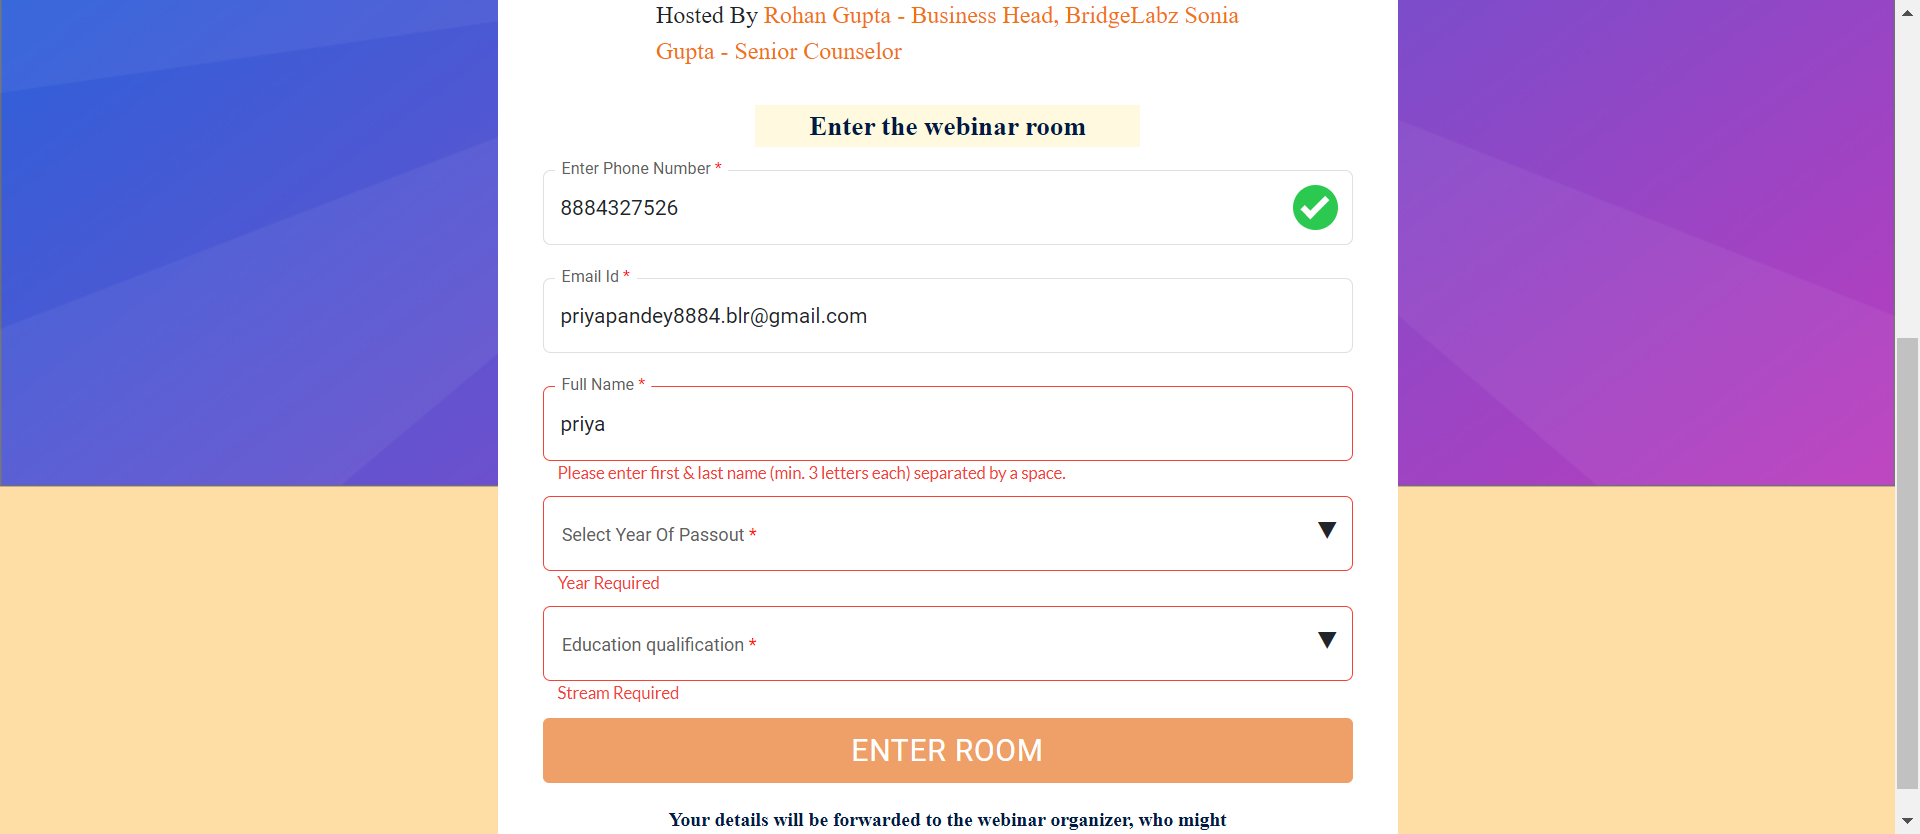 Hosted By Rohan Gupta - Business Head, BridgeLabz Sonia
Gupta - Senior Counselor
Enter the webinar room
Enter Phone Number *
8884327526
Email Id *
priyapandey8884.blr@gmail.com
Full Name *
priya
Please enter first & last name (min. 3 letters each) separated by a space.
Select Year Of Passout *
Year Required
Education qualification *
Stream Required
ENTER ROOM
Your details will be forwarded to the webinar organizer, who might